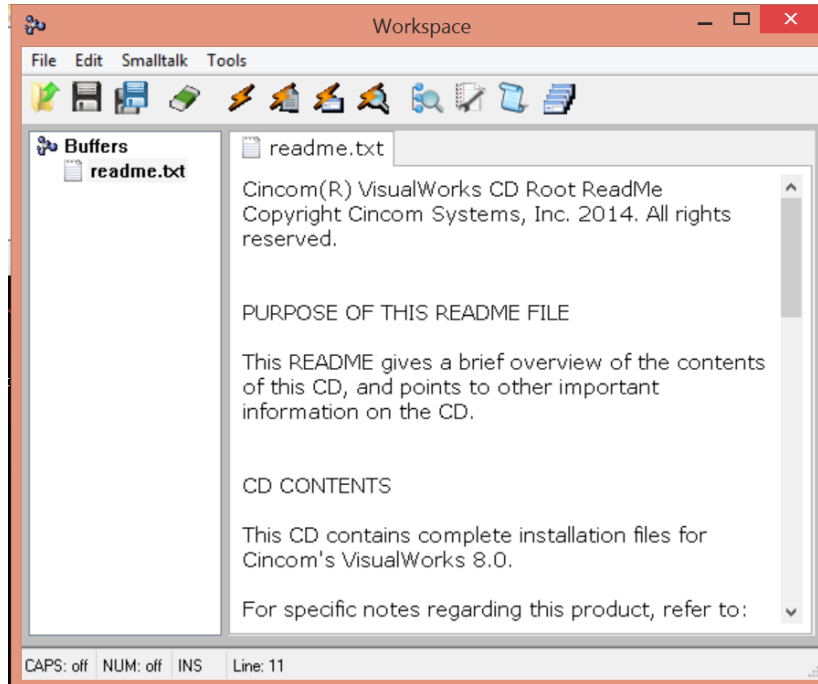 Workspace
File Edit Smalltalk Tools
Buffers
readme.txt
readme.txt
Cincom(R) VisualWorks CD Root ReadMe
Copyright Cincom Systems, Inc. 2014. All rights
reserved.
PURPOSE OF THIS README FILE
This README gives a brief overview of the contents
of this CD, and points to other important
information on the CD.
CD CONTENTS
This CD contains complete installation files for
Cincom's VisualWorks 8.0.
For specific notes regarding this product, refer to:
CAPS: off NUM: off INS Line: 11